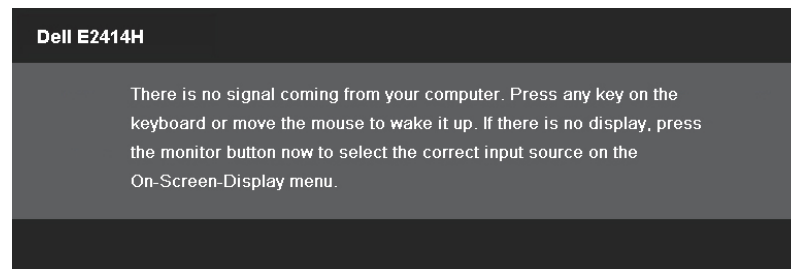 Dell E2414H
There is no signal coming from your computer. Press any key on the
keyboard or move the mouse to wake it up. If there is no display, press
the monitor button now to select the correct input source on the
On-Screen-Display menu.